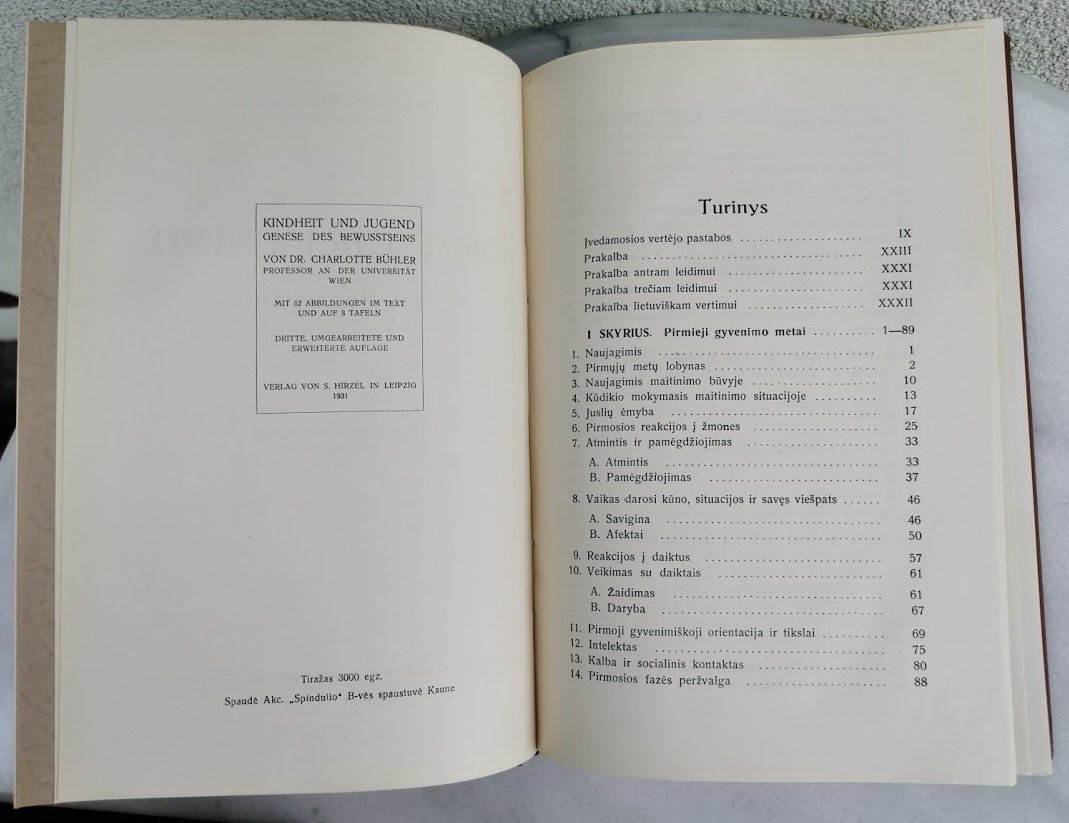 KINDHEIT UND JUGEND
GENESE DES BEWUSSTSEINS
VON DR. CHARLOTTE BÜHLER
PROFESSOR AN DER UNIVERSITÄT
WIEN
MIT 52 ABBILDUNGEN IM TEXT
UND AUF 3 TAFELN
DRITTE, UMGEARBEITETE UND
ERWEITERTE AUFLAGE
VERLAG VON S. HIRZEL IN LEIPZIG
1931
Tiražas 3000 egz.
Spaudė Akc. „Spindulio“ B-vės spaustuvė Kaune
Turinys
Įvedamosios vertėjo pastabos .................... IX
Prakalba .................... XXIII
Prakalba antram leidimui .................... XXXI
Prakalba trečiam leidimui .................... XXXI
Prakalba lietuviškam vertimui .................... XXXII
I SKYRIUS. Pirmieji gyvenimo metai .......... 1—89
1. Naujagimis .................... 1
2. Pirmųjų metų lobynas .................... 2
3. Naujagimis maitinimo būvyje .................... 10
4. Kūdikio mokymasis maitinimo situacijoje .......... 13
5. Juslių ėmyba .................... 17
6. Pirmosios reakcijos į žmones .................... 25
7. Atmintis ir pamėgdžiojimas .................... 33
A. Atmintis .................... 33
B. Pamėgdžiojimas .................... 37
8. Vaikas darosi kūno, situacijos ir savęs viešpats ...... 46
A. Savigina .................... 46
B. Afektai .................... 50
9. Reakcijos į daiktus .................... 57
10. Veikimas su daiktais .................... 61
A. Žaidimas .................... 61
B. Daryba .................... 67
11. Pirmoji gyvenimiškoji orientacija ir tikslai .......... 69
12. Intelektas .................... 75
13. Kalba ir socialinis kontaktas .................... 80
14. Pirmosios fazės peržvalga .................... 88